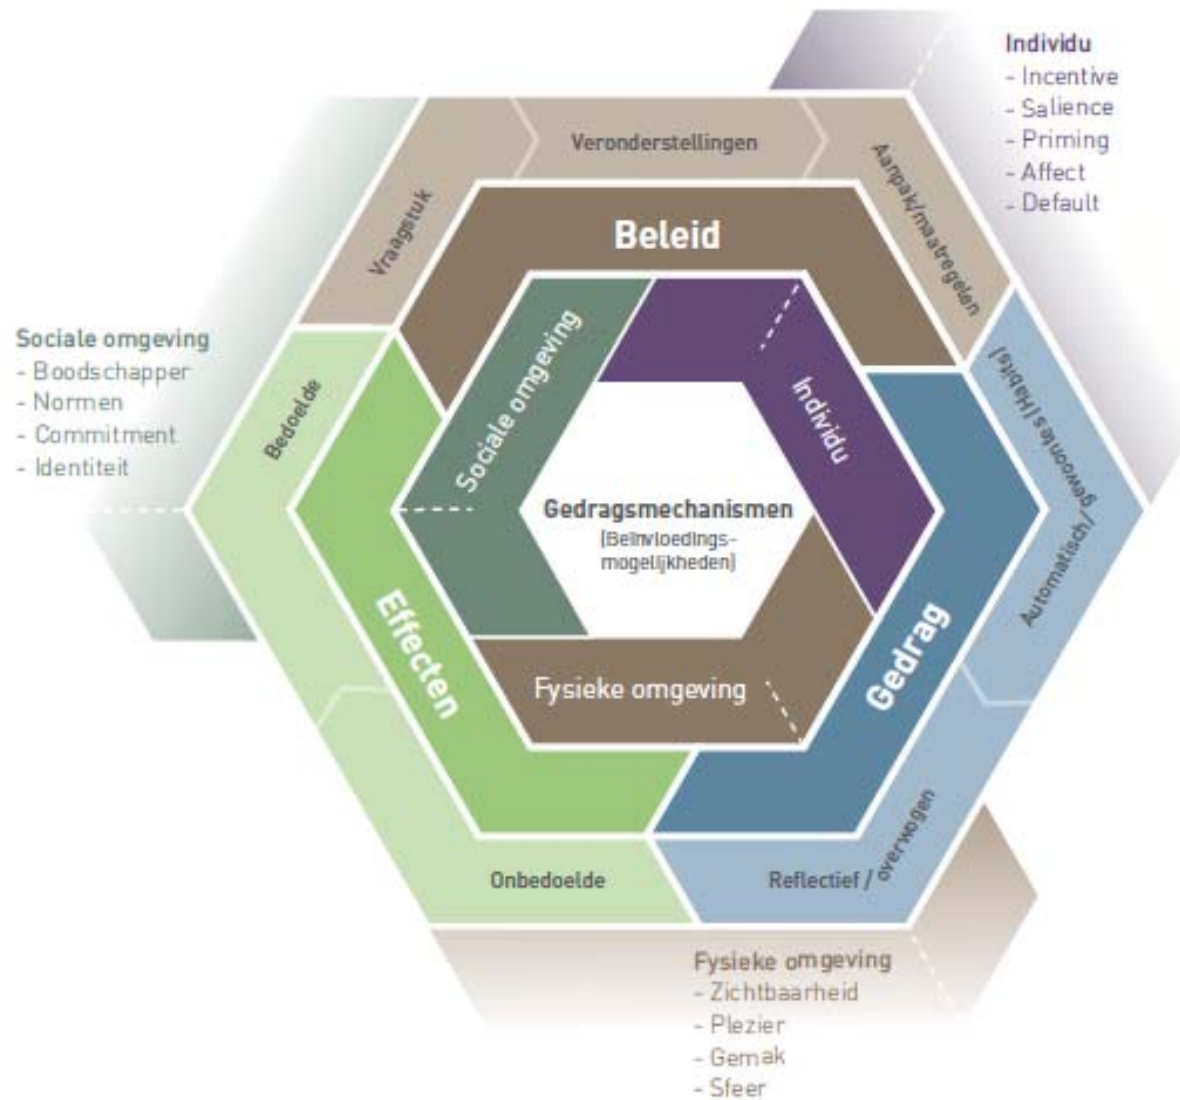 Individu
- Incentive
- Salience
- Priming
- Affect
- Default
Veronderstellingen
Aanpak/maatregelen
Vraagstuk
Beleid
Sociale omgeving
- Boodschapper
- Normen
- Commitment
- Identiteit
Bedoelde
Sociale omgeving
Individu
Automatisch/gewoontes (Habits)
Gedragsmechanismen
(Beïnvloedings-
mogelijkheden)
Effecten
Gedrag
Fysieke omgeving
Onbedoelde
Reflectief / overwogen
Fysieke omgeving
- Zichtbaarheid
- Plezier
- Gemak
- Sfeer